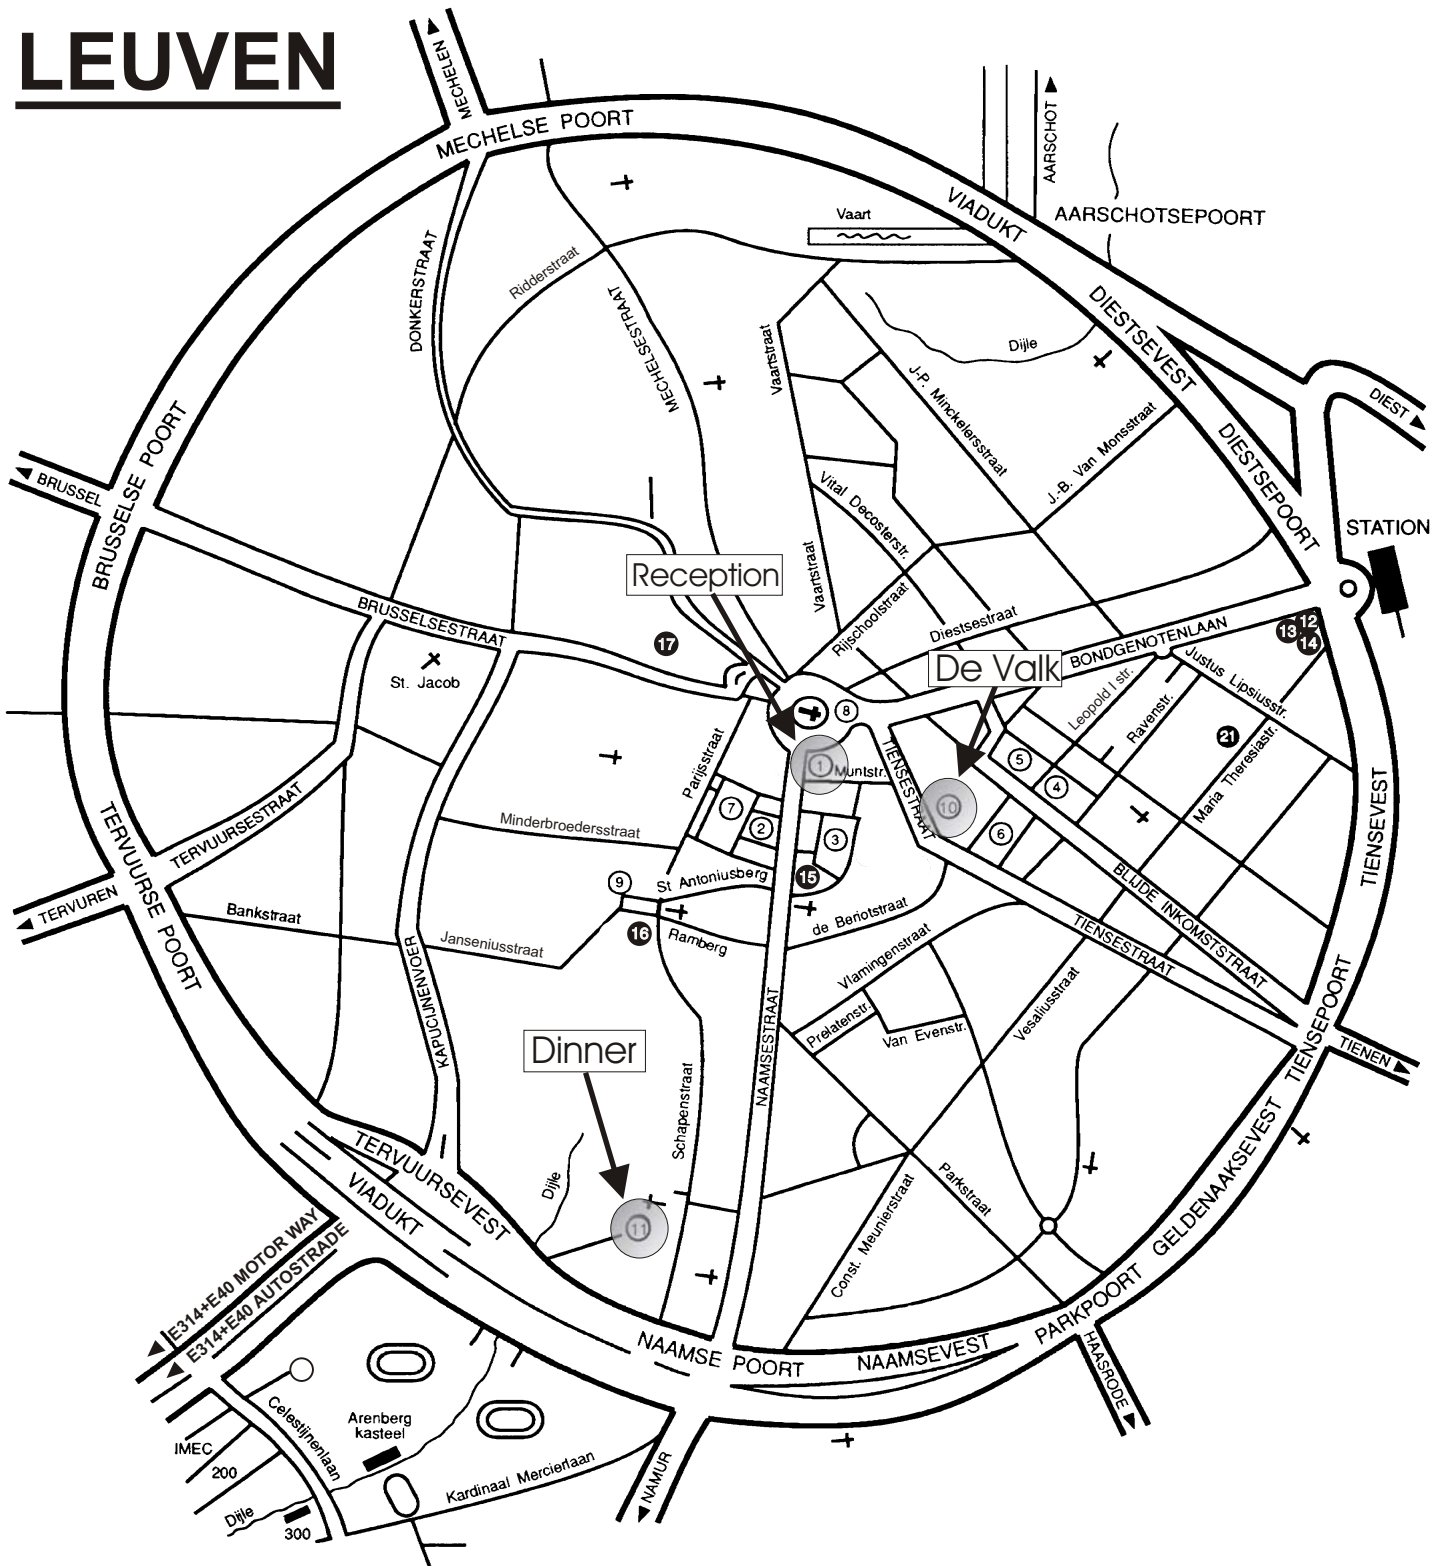 LEUVEN
MECHELEN
MECHELSE POORT
AARSCHOT
VIADUKT
AARSCHOTSEPOORT
Vaart
DONKERSTRAAT
Ridderstraat
MECHELSESTRAAT
Vaartstraat
Dijle
DIESTSEVEST
J.-P. Minckelersstraat
J.-B. Van Monsstraat
DIEST
DIESTSEPOORT
BRUSSELSE POORT
BRUSSEL
Vital Decosterstr.
Vaartstraat
STATION
Reception
Rijschoolstraat
Diestsestraat
BONDGENOTENLAAN
12
13
14
BRUSSELSESTRAAT
17
St. Jacob
De Valk
Leopold I str.
Justus Lipsiusstr.
Ravenstr.
21
Maria Theresiastr.
8
1
Muntstr.
TIENSESTRAAT
5
4
10
6
Parijsstraat
7
2
3
Minderbroedersstraat
TERVUURSESTRAAT
TERVUURSE POORT
TERVUREN
9
St Antoniusberg
15
16
Ramberg
de Beriotstraat
BLIJDE INKOMSTSTRAAT
TIENSESTRAAT
TIENSEVEST
Bankstraat
Janseniusstraat
KAPUCIJNENVOER
Vlamingenstraat
Prelatenstr.
Van Evenstr.
Vesaliusstraat
TIENSEPOORT
TIENEN
NAAMSESTRAAT
Dinner
Schapenstraat
TERVUURSEVEST
VIADUKT
Dijle
11
Parkstraat
Const. Meunierstraat
GELDENAAKSEVEST
PARKPOORT
HAASRODE
E314+E40 MOTOR WAY
E314+E40 AUTOSTRADE
NAAMSE POORT
NAAMSEVEST
Celestijnenlaan
Arenberg
kasteel
IMEC
200
Dijle
300
Kardinaal Mercierlaan
NAMUR